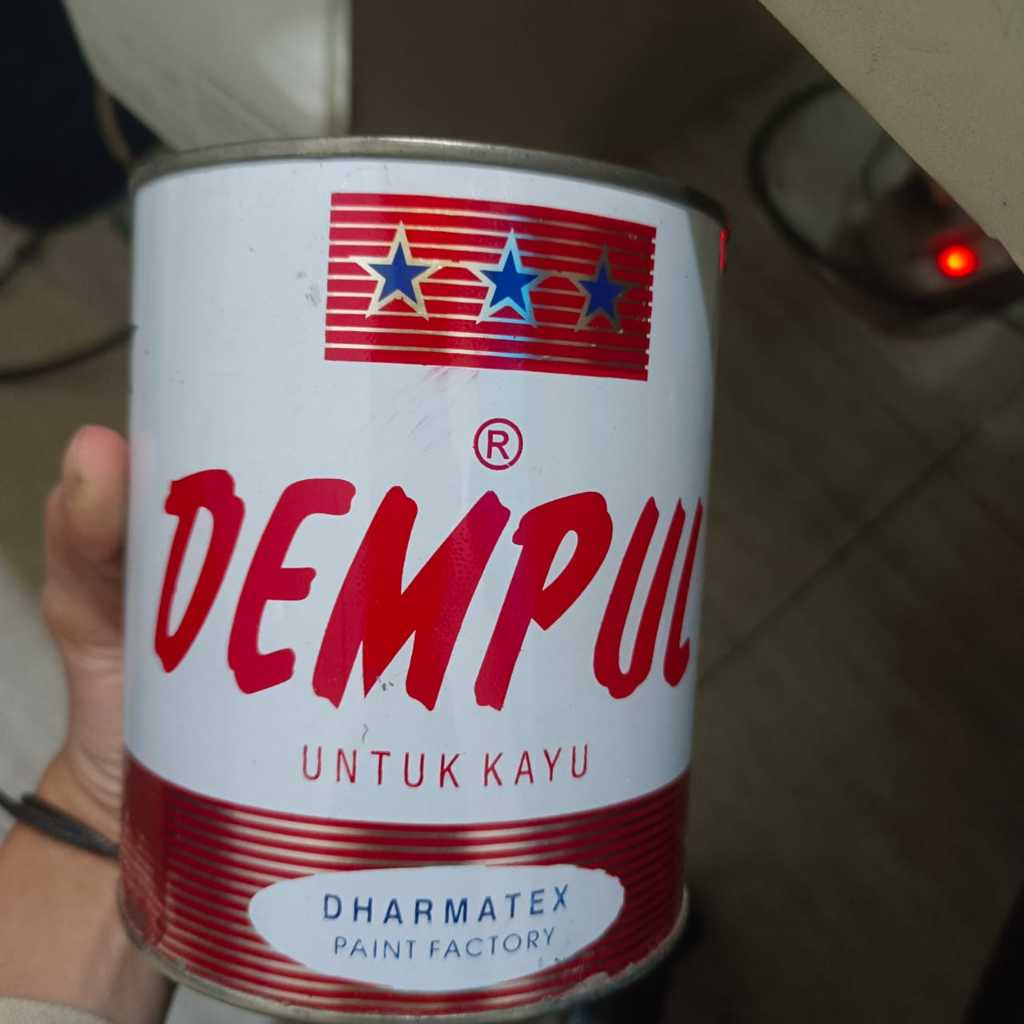 ®
DEMPUL
UNTUK KAYU
DHARMATEX
PAINT FACTORY